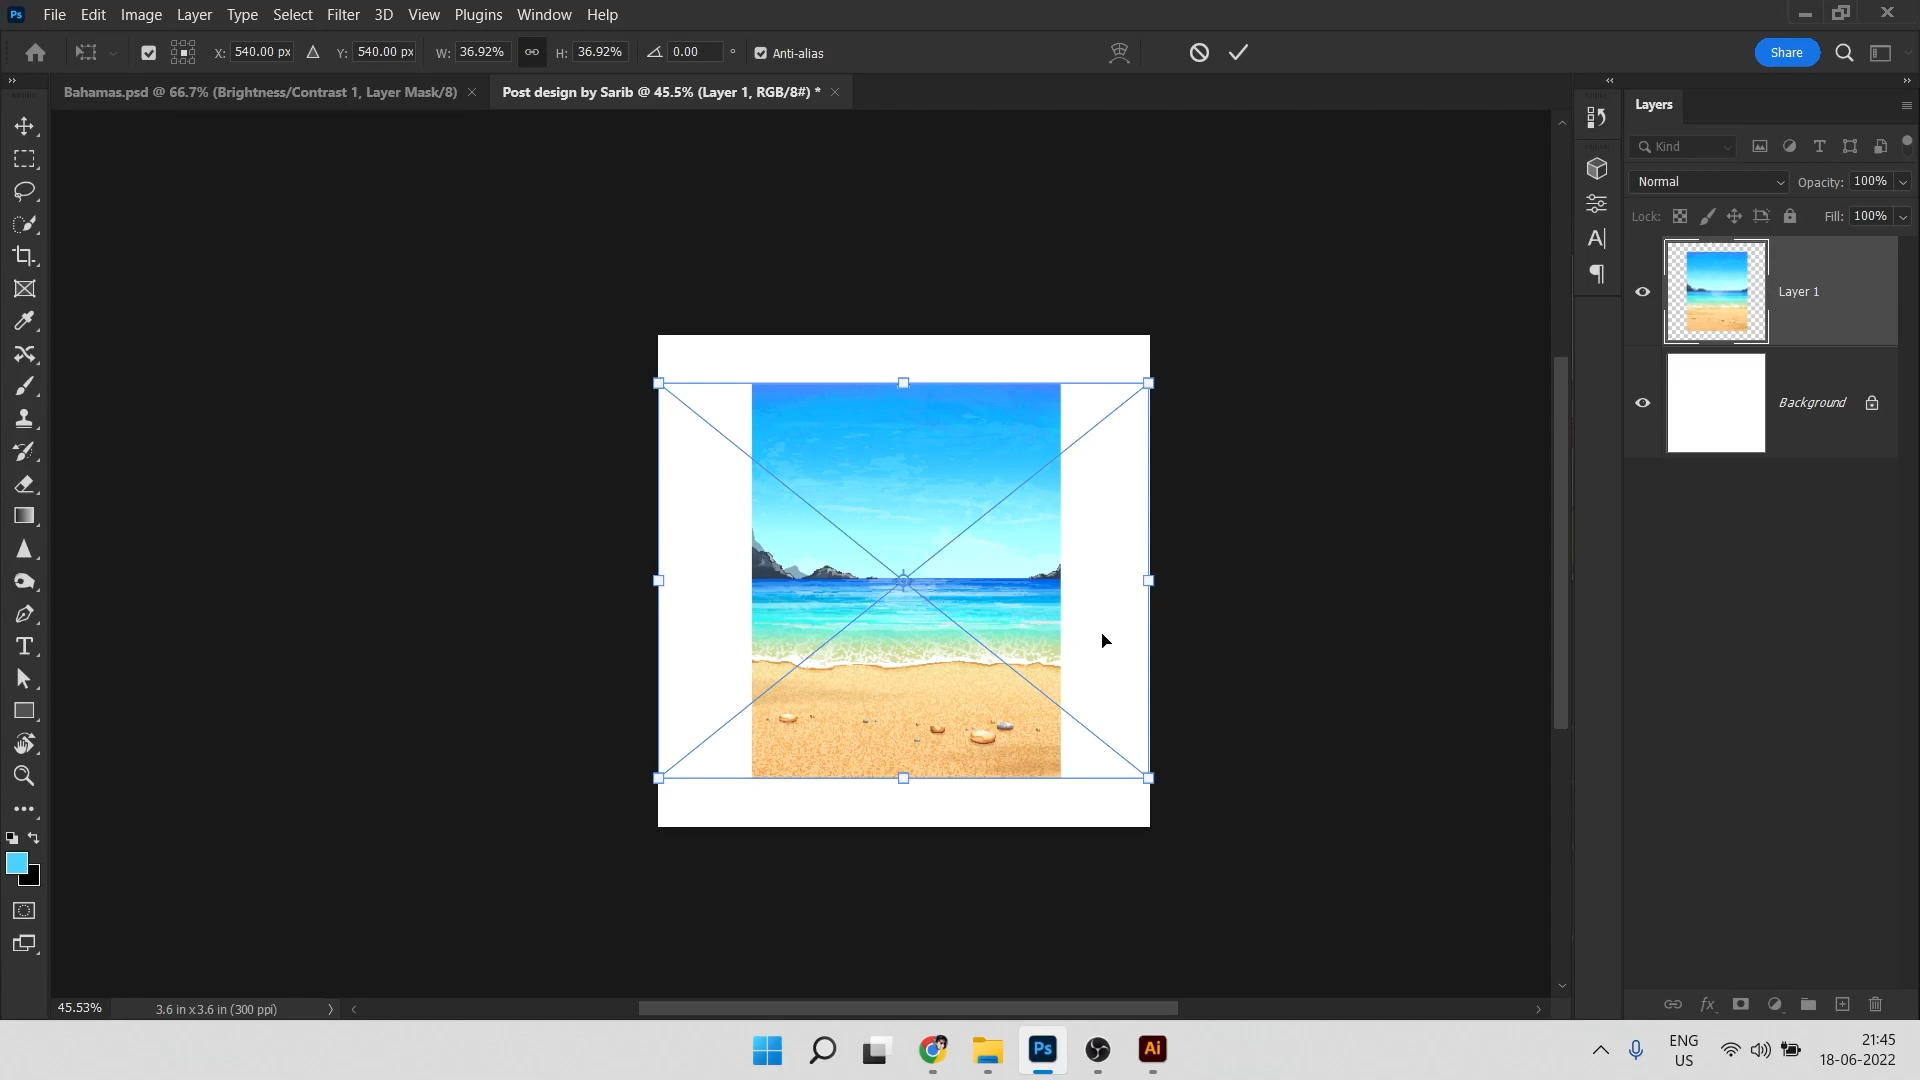 Ps File Edit Image Layer Type Select Filter 3D View Plugins Window Help
X: 540.00 px Y: 540.00 px W: 36.92% H: 36.92% 0.00 ° Anti-alias Share
Bahamas.psd @ 66.7% (Brightness/Contrast 1, Layer Mask/8) × Post design by Sarib @ 45.5% (Layer 1, RGB/8#) * ×
Layers
Kind
Normal Opacity: 100%
Lock: Fill: 100%
Layer 1
Background
45.53% 3.6 in x 3.6 in (300 ppi)
fx
Ps Ai
ENG
US
21:45
18-06-2022